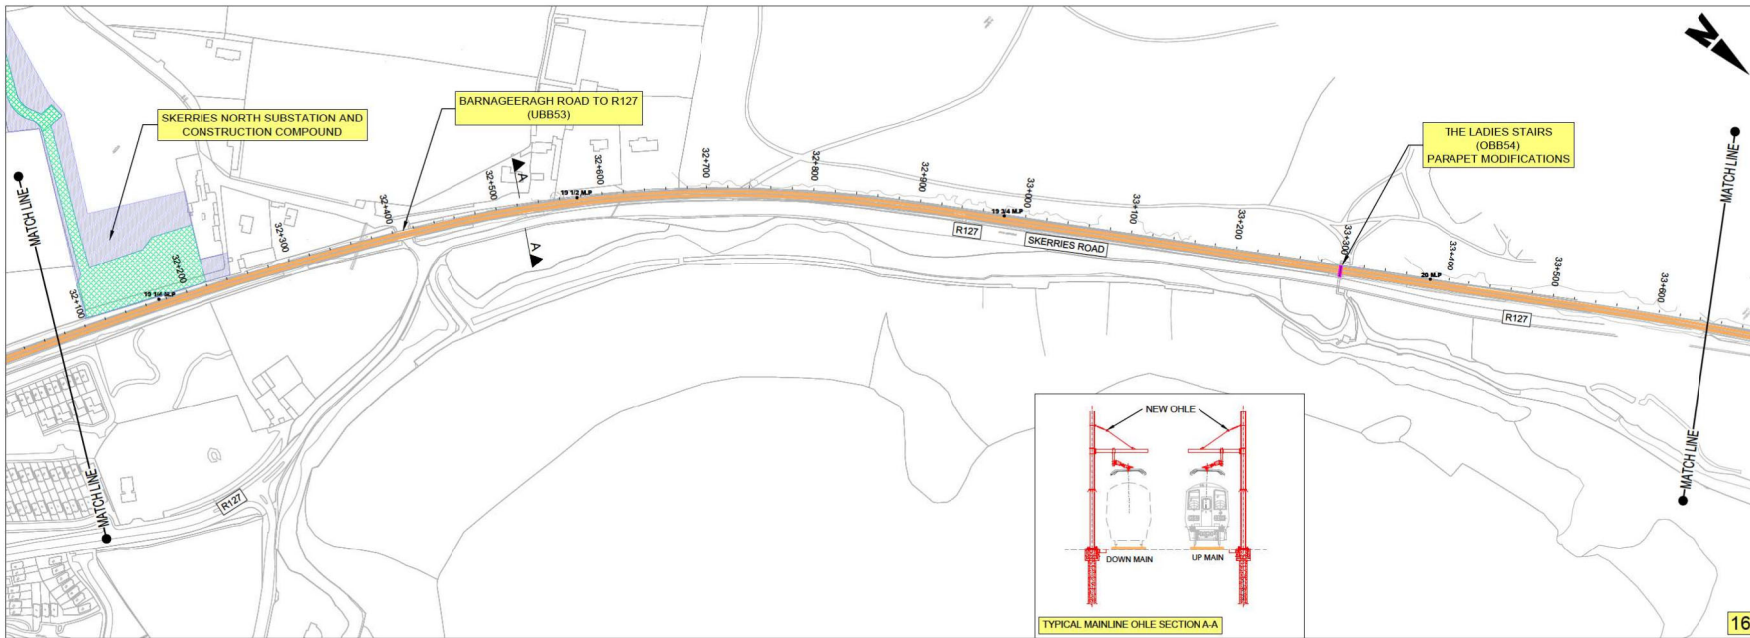 N
SKERRIES NORTH SUBSTATION AND
CONSTRUCTION COMPOUND
BARNAGEERAGH ROAD TO R127
(UBB53)
THE LADIES STAIRS
(OBB54)
PARAPET MODIFICATIONS
MATCH LINE
MATCH LINE
MATCH LINE
MATCH LINE
32+100
32+200
32+300
32+400
32+500
32+600
32+700
32+800
32+900
33+000
33+100
33+200
33+300
33+400
33+500
33+600
19 1/4 M.P
19 1/2 M.P
19 3/4 M.P
20 M.P
A
A
R127
SKERRIES ROAD
R127
R127
NEW OHLE
DOWN MAIN
UP MAIN
TYPICAL MAINLINE OHLE SECTION A-A
16